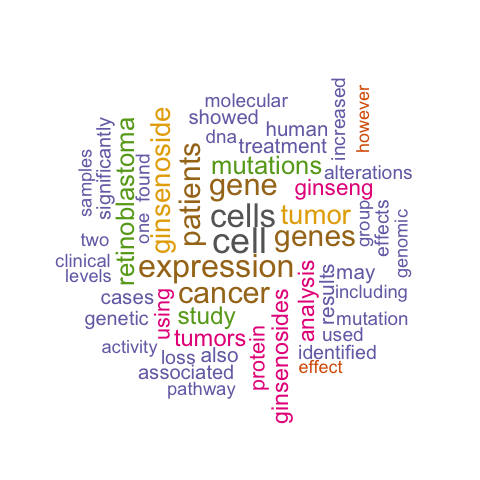 molecular
showed
dna
human
treatment
increased
however
samples
significantly
retinoblastoma
found
one
ginsenoside
patients
mutations
gene
alterations
ginseng
cells
cell
tumor
genes
group
effects
genomic
two
clinical
levels
expression
cancer
analysis
results
may
including
cases
using
genetic
study
tumors
protein
ginsenosides
mutation
used
identified
activity
loss
also
associated
pathway
effect